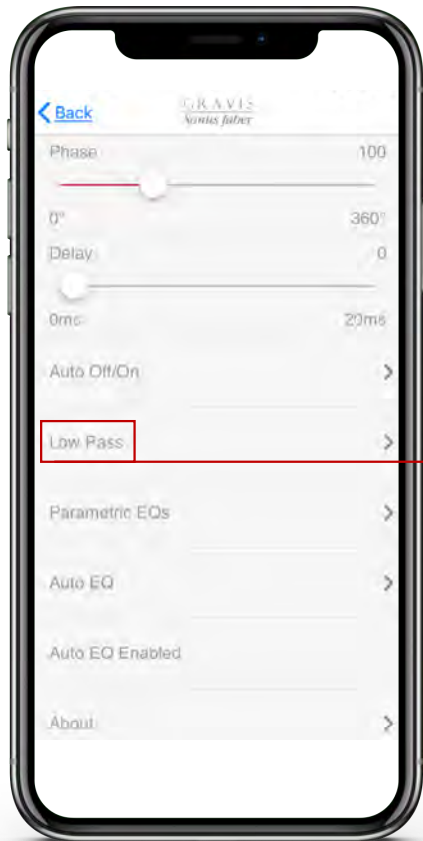 Back
GRAVIS
Sonus faber
Phase 100
0° 360°
Delay 0
0ms 20ms
Auto Off/On
Low Pass
Parametric EQs
Auto EQ
Auto EQ Enabled
About